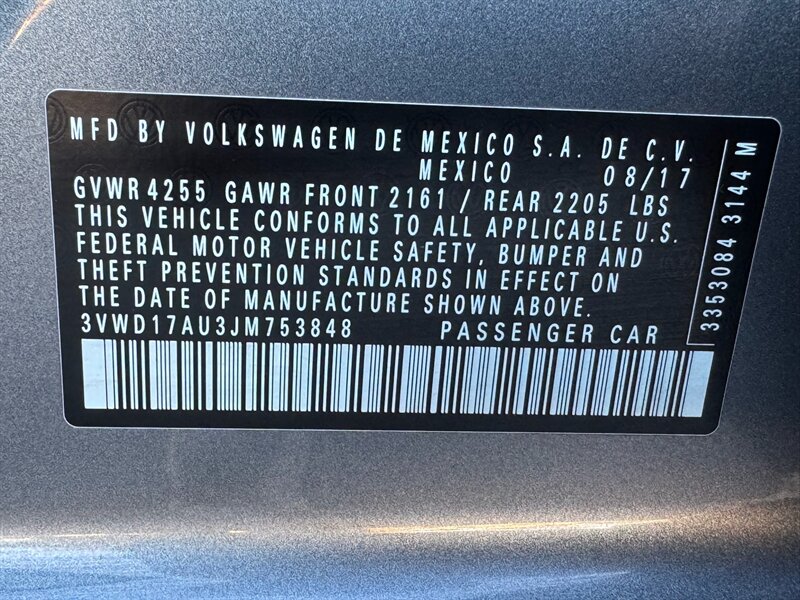 MFD BY VOLKSWAGEN DE MEXICO S.A. DE C.V.
MEXICO 08/17
GVWR 4255 GAWR FRONT 2161 / REAR 2205 LBS
THIS VEHICLE CONFORMS TO ALL APPLICABLE U.S.
FEDERAL MOTOR VEHICLE SAFETY, BUMPER AND
THEFT PREVENTION STANDARDS IN EFFECT ON
THE DATE OF MANUFACTURE SHOWN ABOVE.
3VWD17AU3JM753848 PASSENGER CAR
3353084 3144 M